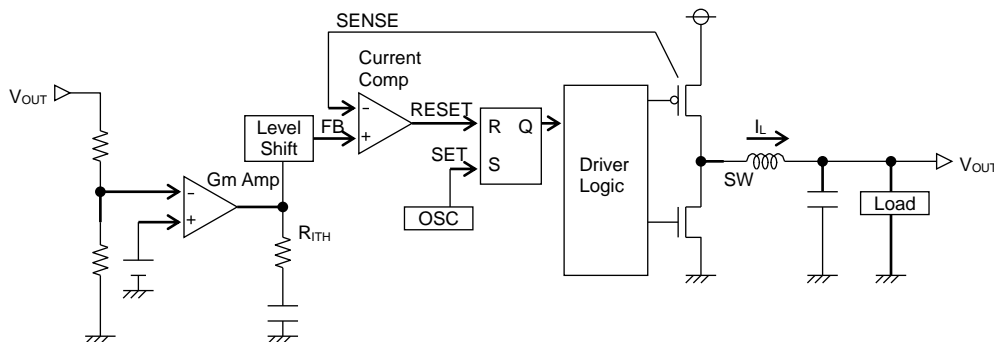 SENSE
Current
Comp
VOUT
Level
Shift
FB
-
+
RESET
R
Q
S
SET
OSC
Driver
Logic
IL
SW
VOUT
Load
Gm Amp
-
+
RITH